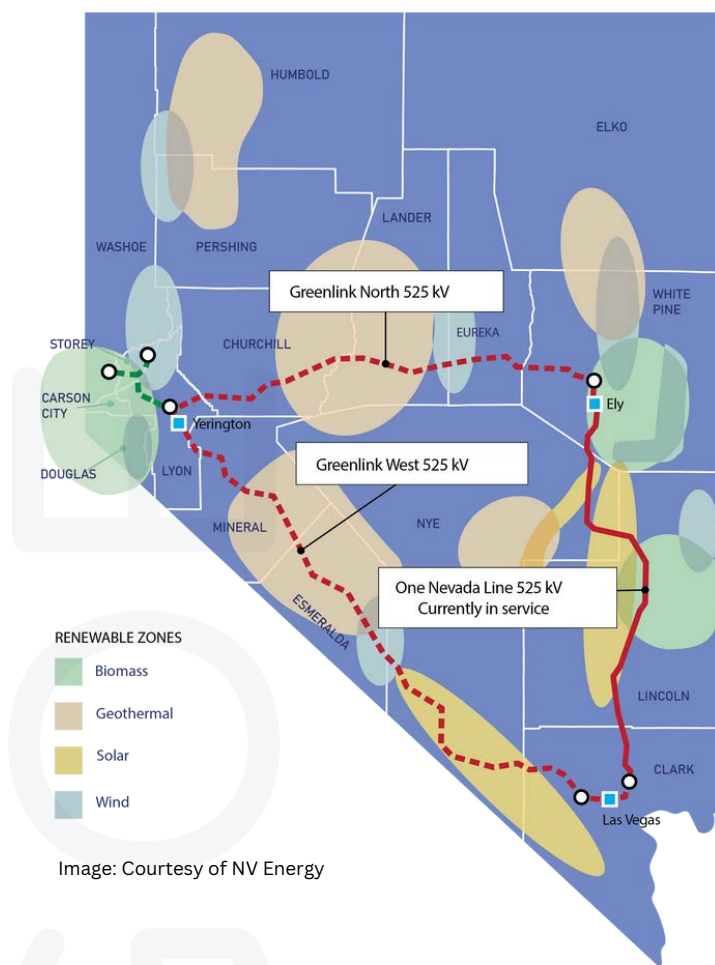 HUMBOLD
ELKO
LANDER
WASHOE
PERSHING
Greenlink North 525 kV
WHITE
PINE
STOREY
CHURCHILL
EUREKA
CARSON
CITY
Ely
Yerington
DOUGLAS
LYON
Greenlink West 525 kV
MINERAL
NYE
One Nevada Line 525 kV
Currently in service
ESMERALDA
RENEWABLE ZONES
Biomass
Geothermal
Solar
Wind
LINCOLN
CLARK
Las Vegas
Image: Courtesy of NV Energy